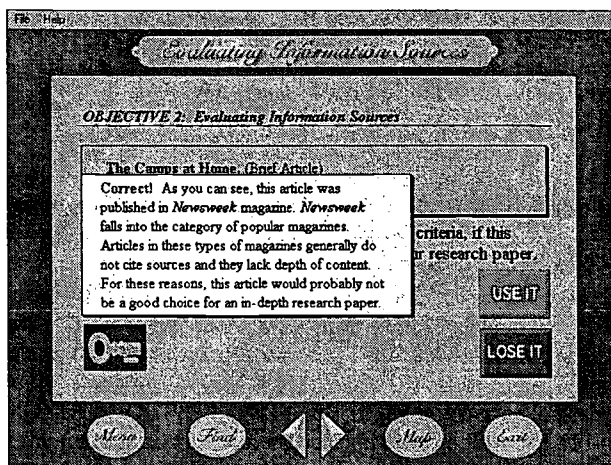 File Help
Evaluating Information Sources
OBJECTIVE 2: Evaluating Information Sources
The Camps at Home. (Brief Article)
Correct! As you can see, this article was
published in Newsweek magazine. Newsweek
falls into the category of popular magazines.
Articles in these types of magazines generally do
not cite sources and they lack depth of content.
For these reasons, this article would probably not
be a good choice for an in-depth research paper.
criteria, if this
r research paper.
USE IT
LOSE IT
Menu Find Map Exit